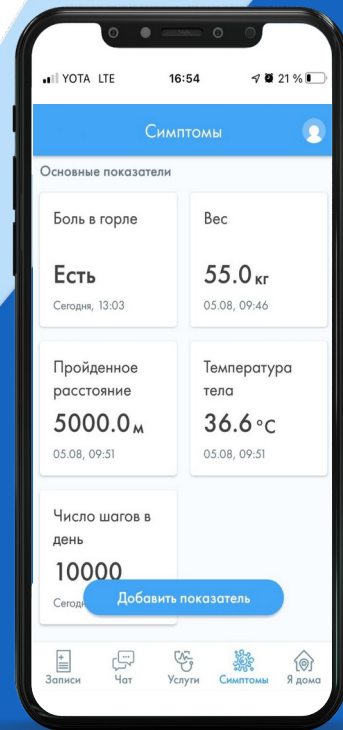 YOTA LTE 16:54 21 %
Симптомы
Основные показатели
Боль в горле
Есть
Сегодня, 13:03
Вес
55.0 кг
05.08, 09:46
Пройденное
расстояние
5000.0 м
05.08, 09:51
Температура
тела
36.6 °C
05.08, 09:51
Число шагов в
день
10000
Добавить показатель
Записи Чат Услуги Симптомы Я дома